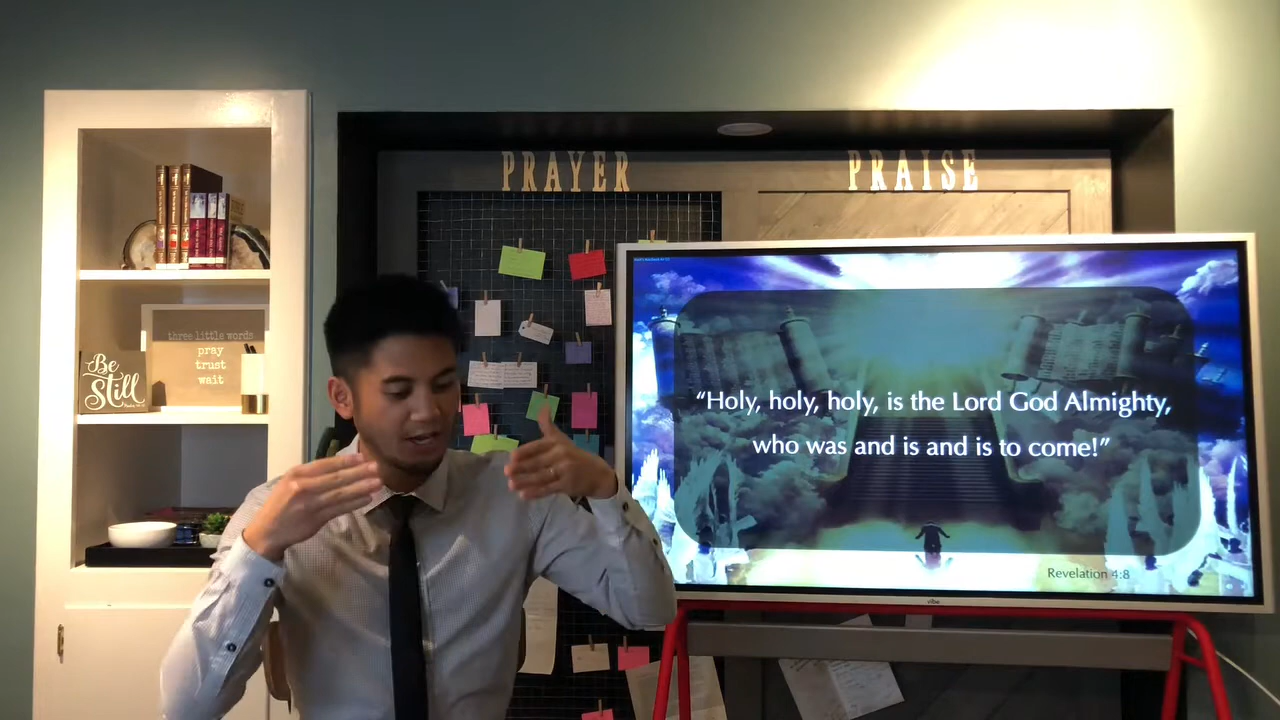 PRAYER
PRAISE
three little words
pray
trust
wait
Be
Still
“Holy, holy, holy, is the Lord God Almighty,
who was and is and is to come!”
Revelation 4:8
vibe